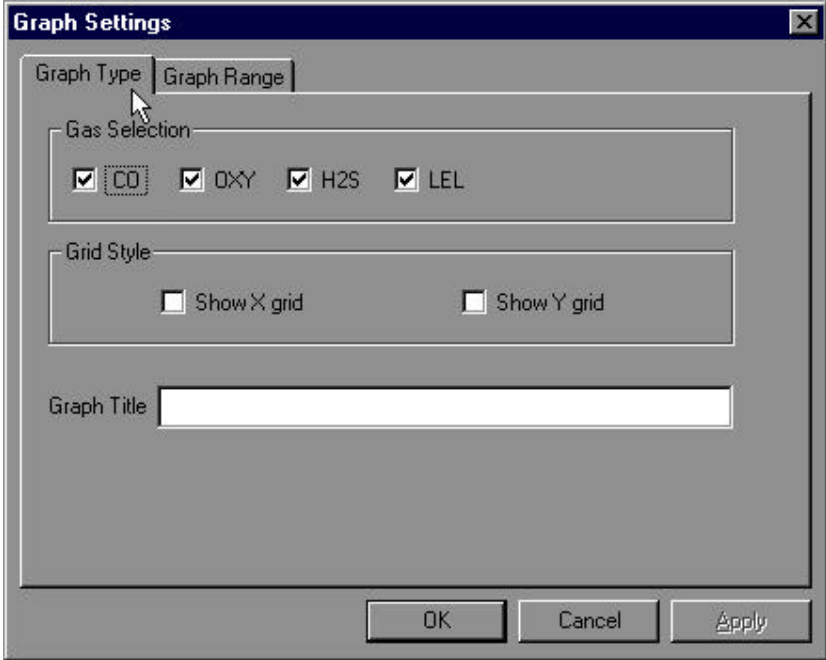 Graph Settings
Graph Type Graph Range
Gas Selection
CO OXY H2S LEL
Grid Style
Show X grid Show Y grid
Graph Title
OK Cancel Apply